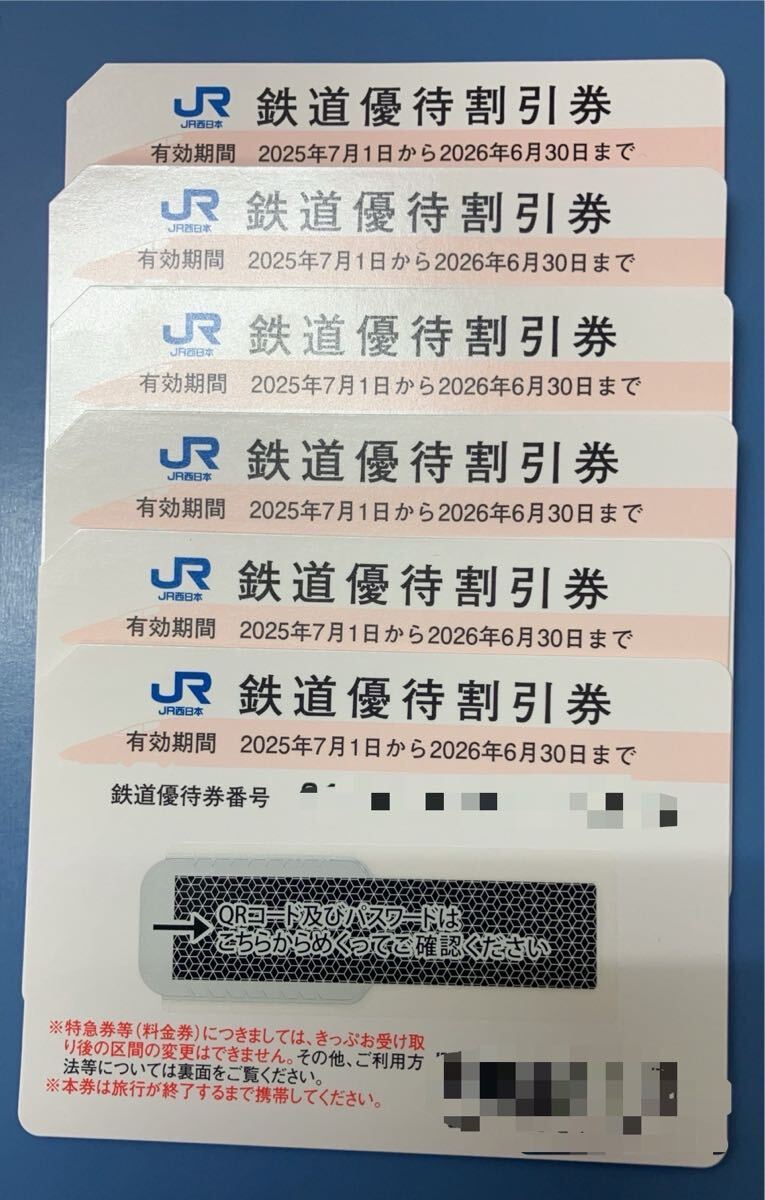 JR 鉄道優待割引券
JR西日本
有効期間 2025年7月1日から2026年6月30日まで
JR 鉄道優待割引券
JR西日本
有効期間 2025年7月1日から2026年6月30日まで
JR 鉄道優待割引券
JR西日本
有効期間 2025年7月1日から2026年6月30日まで
JR 鉄道優待割引券
JR西日本
有効期間 2025年7月1日から2026年6月30日まで
JR 鉄道優待割引券
JR西日本
有効期間 2025年7月1日から2026年6月30日まで
JR 鉄道優待割引券
JR西日本
有効期間 2025年7月1日から2026年6月30日まで
鉄道優待券番号
QRコード及びパスワードは
こちらからめくってご確認ください
※特急券等(料金券)につきましては、きっぷお受け取
り後の区間の変更はできません。その他、ご利用方
法等については裏面をご覧ください。
※本券は旅行が終了するまで携帯してください。